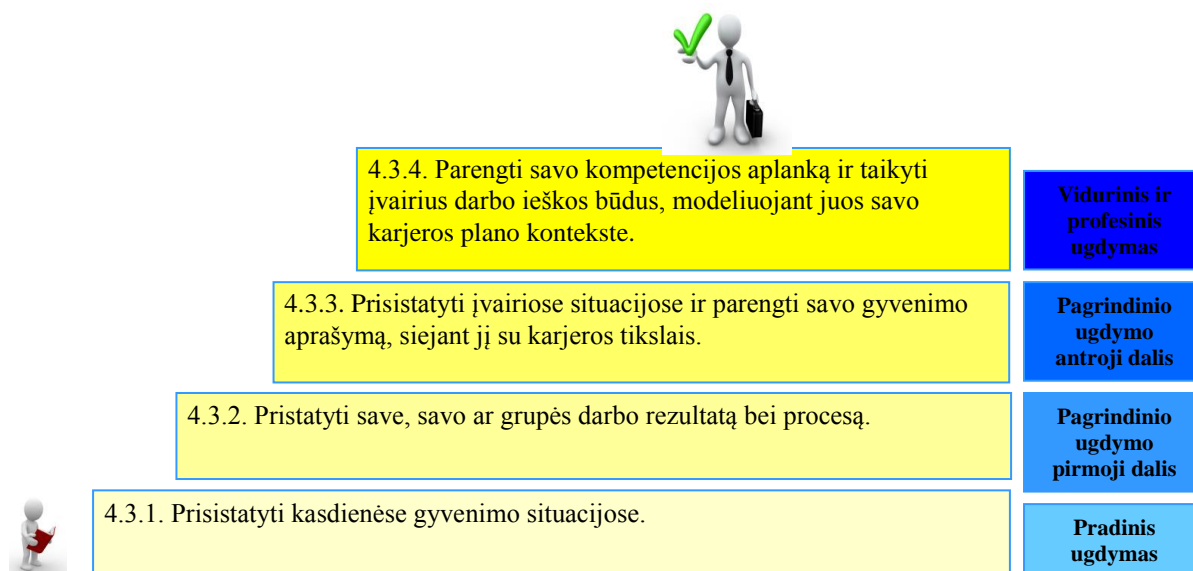 4.3.4. Parengti savo kompetencijos aplanką ir taikyti
įvairius darbo ieškos būdus, modeliuojant juos savo
karjeros plano kontekste.
Vidurinis ir
profesinis
ugdymas
4.3.3. Prisistatyti įvairiose situacijose ir parengti savo gyvenimo
aprašymą, siejant jį su karjeros tikslais.
Pagrindinio
ugdymo
antroji dalis
4.3.2. Pristatyti save, savo ar grupės darbo rezultatą bei procesą.
Pagrindinio
ugdymo
pirmoji dalis
4.3.1. Prisistatyti kasdienėse gyvenimo situacijose.
Pradinis
ugdymas